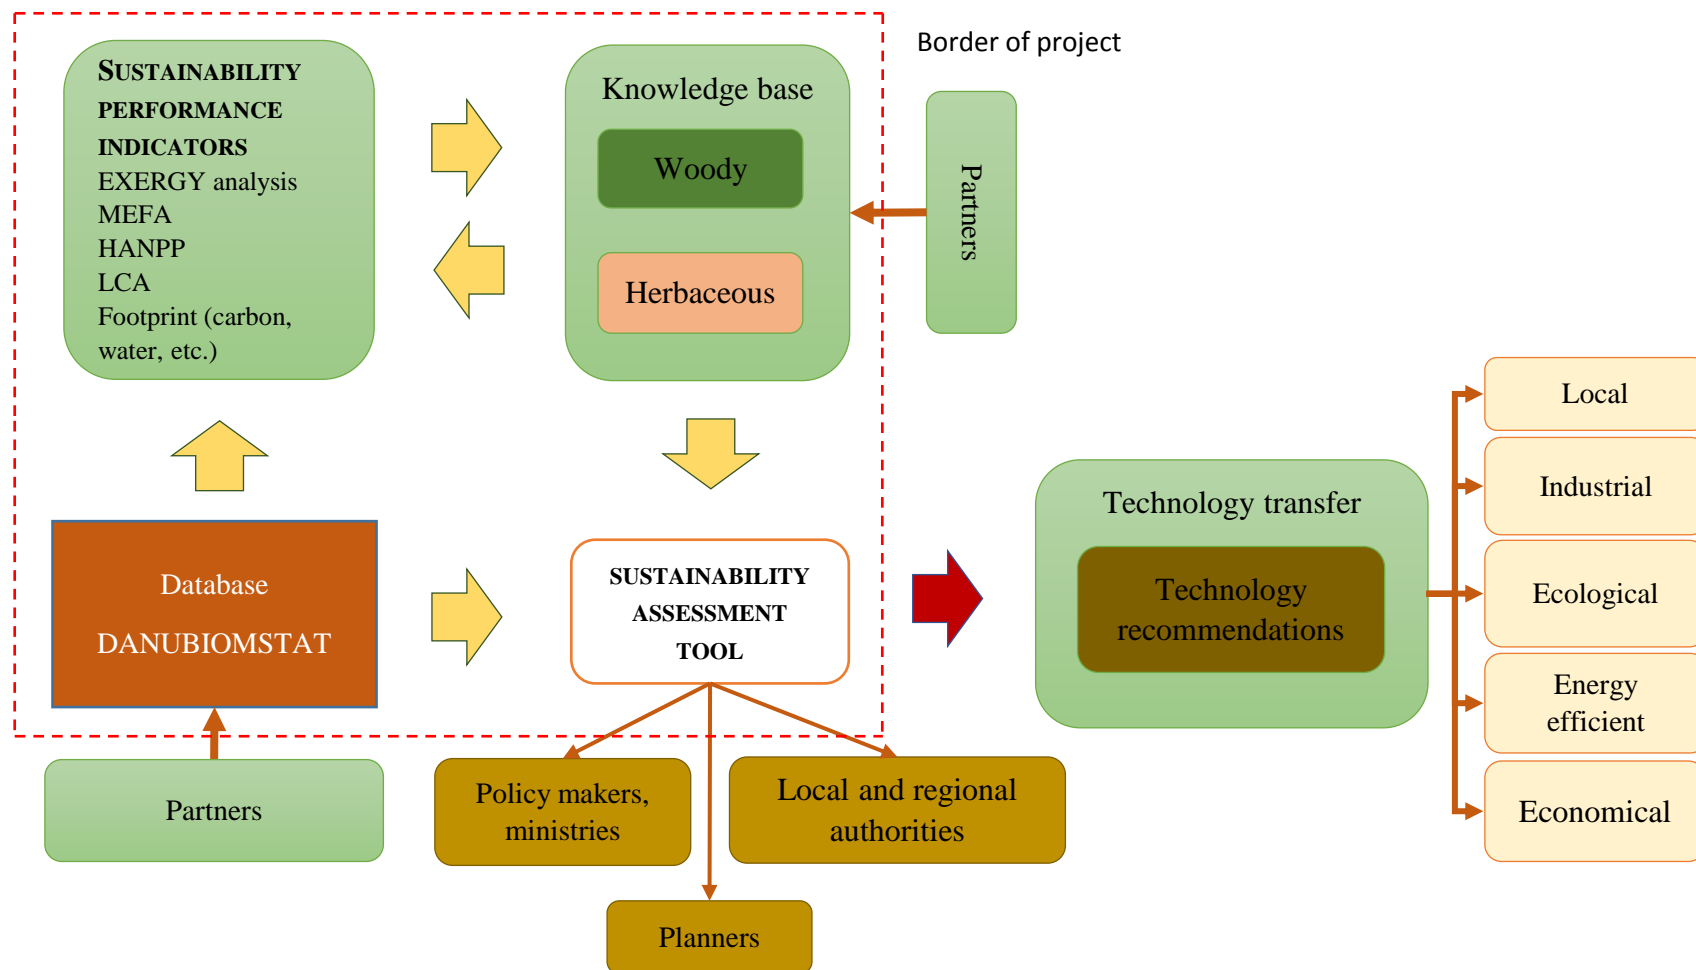 Border of project
SUSTAINABILITY
PERFORMANCE
INDICATORS
EXERGY analysis
MEFA
HANPP
LCA
Footprint (carbon,
water, etc.)
Knowledge base
Woody
Herbaceous
Partners
Database
DANUBIOMSTAT
SUSTAINABILITY
ASSESSMENT
TOOL
Technology transfer
Technology
recommendations
Local
Industrial
Ecological
Energy
efficient
Economical
Partners
Policy makers,
ministries
Local and regional
authorities
Planners